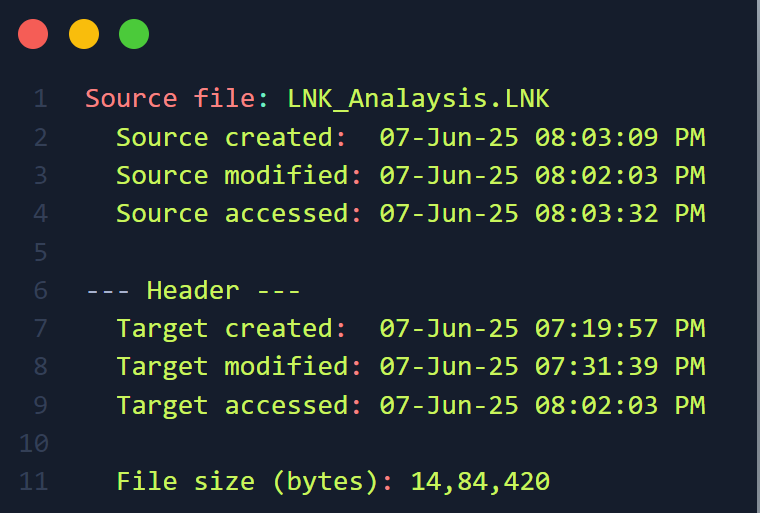 1 Source file: LNK_Analaysis.LNK
2 Source created:  07-Jun-25 08:03:09 PM
3 Source modified: 07-Jun-25 08:02:03 PM
4 Source accessed: 07-Jun-25 08:03:32 PM
5
6 --- Header ---
7 Target created:  07-Jun-25 07:19:57 PM
8 Target modified: 07-Jun-25 07:31:39 PM
9 Target accessed: 07-Jun-25 08:02:03 PM
10
11 File size (bytes): 14,84,420